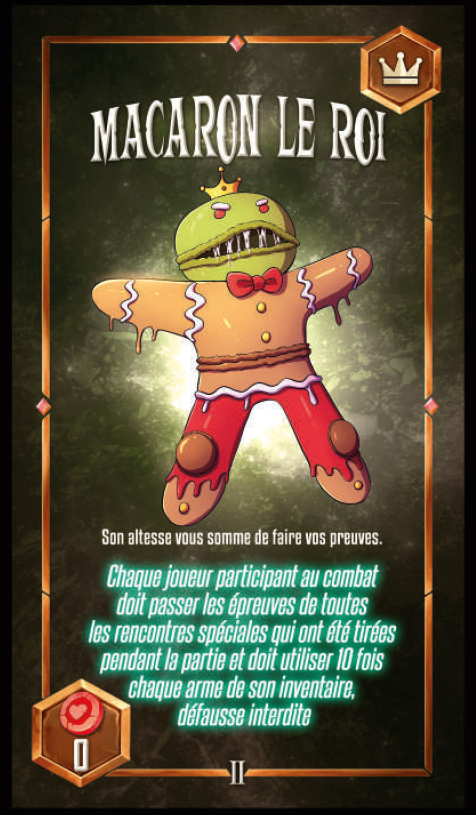 MACARON LE ROI
Son altesse vous somme de faire vos preuves.
Chaque joueur participant au combat
doit passer les épreuves de toutes
les rencontres spéciales qui ont été tirées
pendant la partie et doit utiliser 10 fois
chaque arme de son inventaire,
défausse interdite
0
II